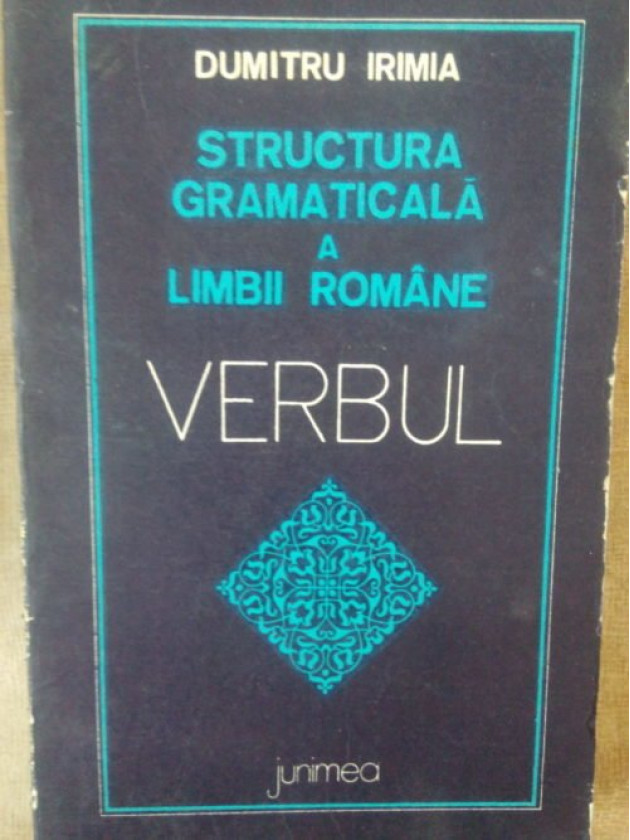 DUMITRU IRIMIA
STRUCTURA
GRAMATICALĂ
A
LIMBII ROMÂNE
VERBUL
junimea